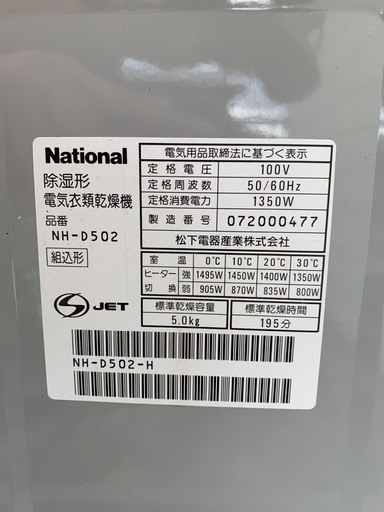 National
除湿形
電気衣類乾燥機
品番
NH-D502
組込形
S JET
電気用品取締法に基づく表示
定格電圧 100V
定格周波数 50/60Hz
定格消費電力 1350W
製造番号 072000477
松下電器産業株式会社
室温 0℃ 10℃ 20℃ 30℃
ヒーター 強 1495W 1450W 1400W 1350W
切換 弱 905W 870W 835W 800W
標準乾燥容量 標準乾燥時間
5.0kg 195分
NH-D502-H